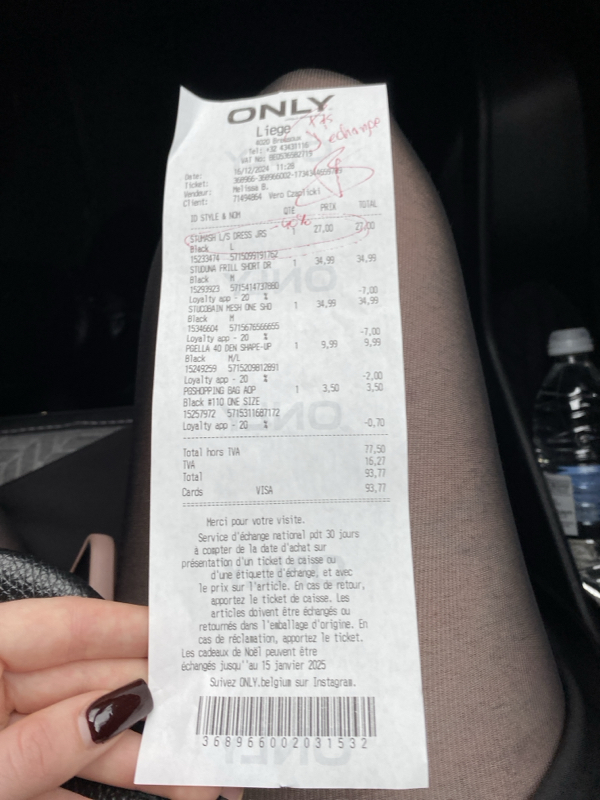 ONLY
Liege
échange
Tel: +32 43439116
Date: 16/12/2024 11:28
Ticket:
Vendeur: Melissa B.
Client: 71494864 Vero Czaplicki
ID STYLE & NOM QTE PRIX TOTAL
40%
L/S DRESS JRS 1 27,00 27,00
Black L
15233474
STUDUNA FRILL SHORT DR 1 34,99 34,99
Black M
15293923 5715414737880
Loyalty app - 20 % -7,00
STUCOBAIN MESH ONE SHO 1 34,99 34,99
Black M
15346604 5715676566655
Loyalty app - 20 % -7,00
PGELLA 40 DEN SHAPE-UP 1 9,99 9,99
Black M/L
15249259 5715209812891
Loyalty app - 20 % -2,00
PGSHOPPING BAG AOP 1 3,50 3,50
Black #110 ONE SIZE
15257972 5715311687172
Loyalty app - 20 % -0,70
Total hors TVA 77,50
TVA 16,27
Total 93,77
Cards VISA 93,77
Merci pour votre visite.
Service d'échange national pdt 30 jours
à compter de la date d'achat sur
présentation d'un ticket de caisse ou
d'une étiquette d'échange, et avec
le prix sur l'article. En cas de retour,
apportez le ticket de caisse. Les
articles doivent être échangés ou
retournés dans l'emballage d'origine. En
cas de réclamation, apportez le ticket.
Les cadeaux de Noël peuvent être
échangés jusqu''au 15 janvier 2025
Suivez ONLY.belgium sur Instagram.
368966002031532